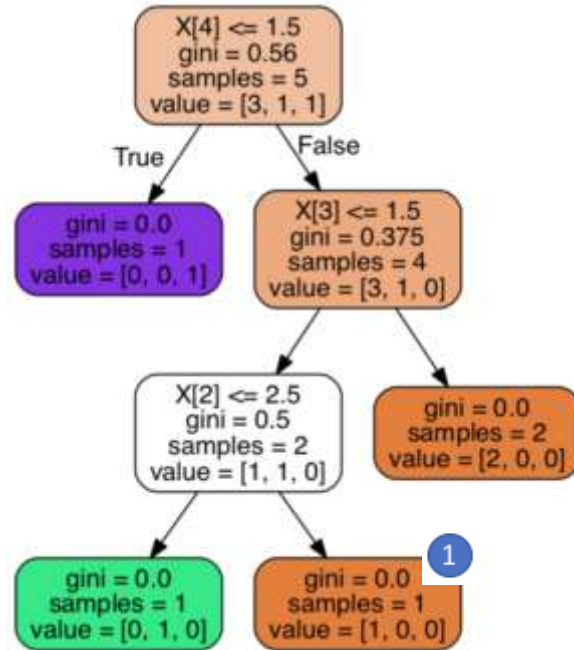 X[4] <= 1.5
gini = 0.56
samples = 5
value = [3, 1, 1]
True
False
gini = 0.0
samples = 1
value = [0, 0, 1]
X[3] <= 1.5
gini = 0.375
samples = 4
value = [3, 1, 0]
X[2] <= 2.5
gini = 0.5
samples = 2
value = [1, 1, 0]
gini = 0.0
samples = 2
value = [2, 0, 0]
gini = 0.0
samples = 1
value = [0, 1, 0]
1
gini = 0.0
samples = 1
value = [1, 0, 0]